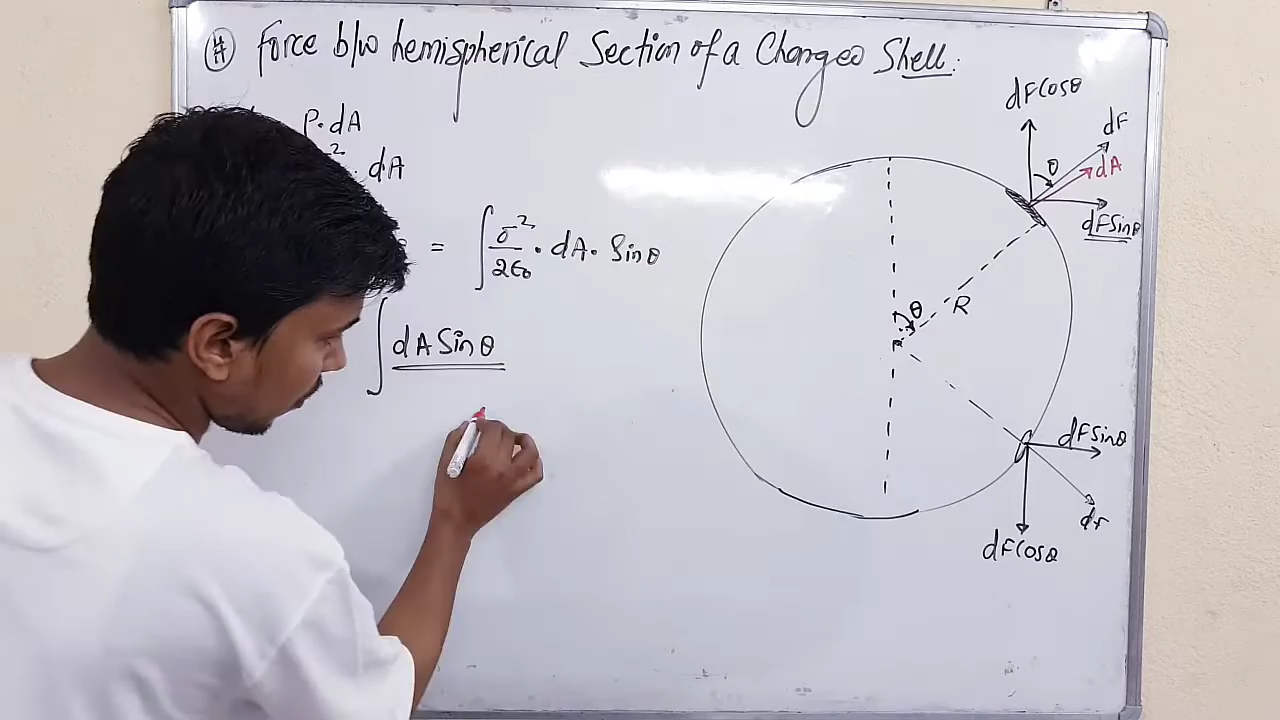 # Force b/w hemispherical Section of a Charged Shell.
P. dA
2 . dA
= ∫ σ²/2ε₀ . dA. Sinθ
∫ dA Sinθ
dFCosθ
dF
θ
dA
dFSinθ
θ
R
dFSinθ
dF
dFCosθ